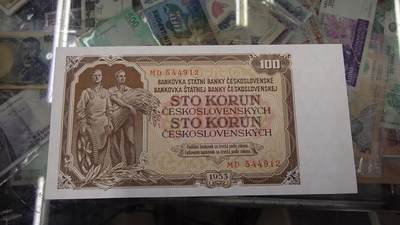 100
MD 544912
BANKOVKA STÁTNÍ BANKY ČESKOSLOVENSKÉ
BANKOVKA ŠTÁTNEJ BANKY ČESKOSLOVENSKEJ
STO KORUN
ČESKOSLOVENSKÝCH
STO KORUN
ČESKOSLOVENSKÝCH
MD 544912
1953